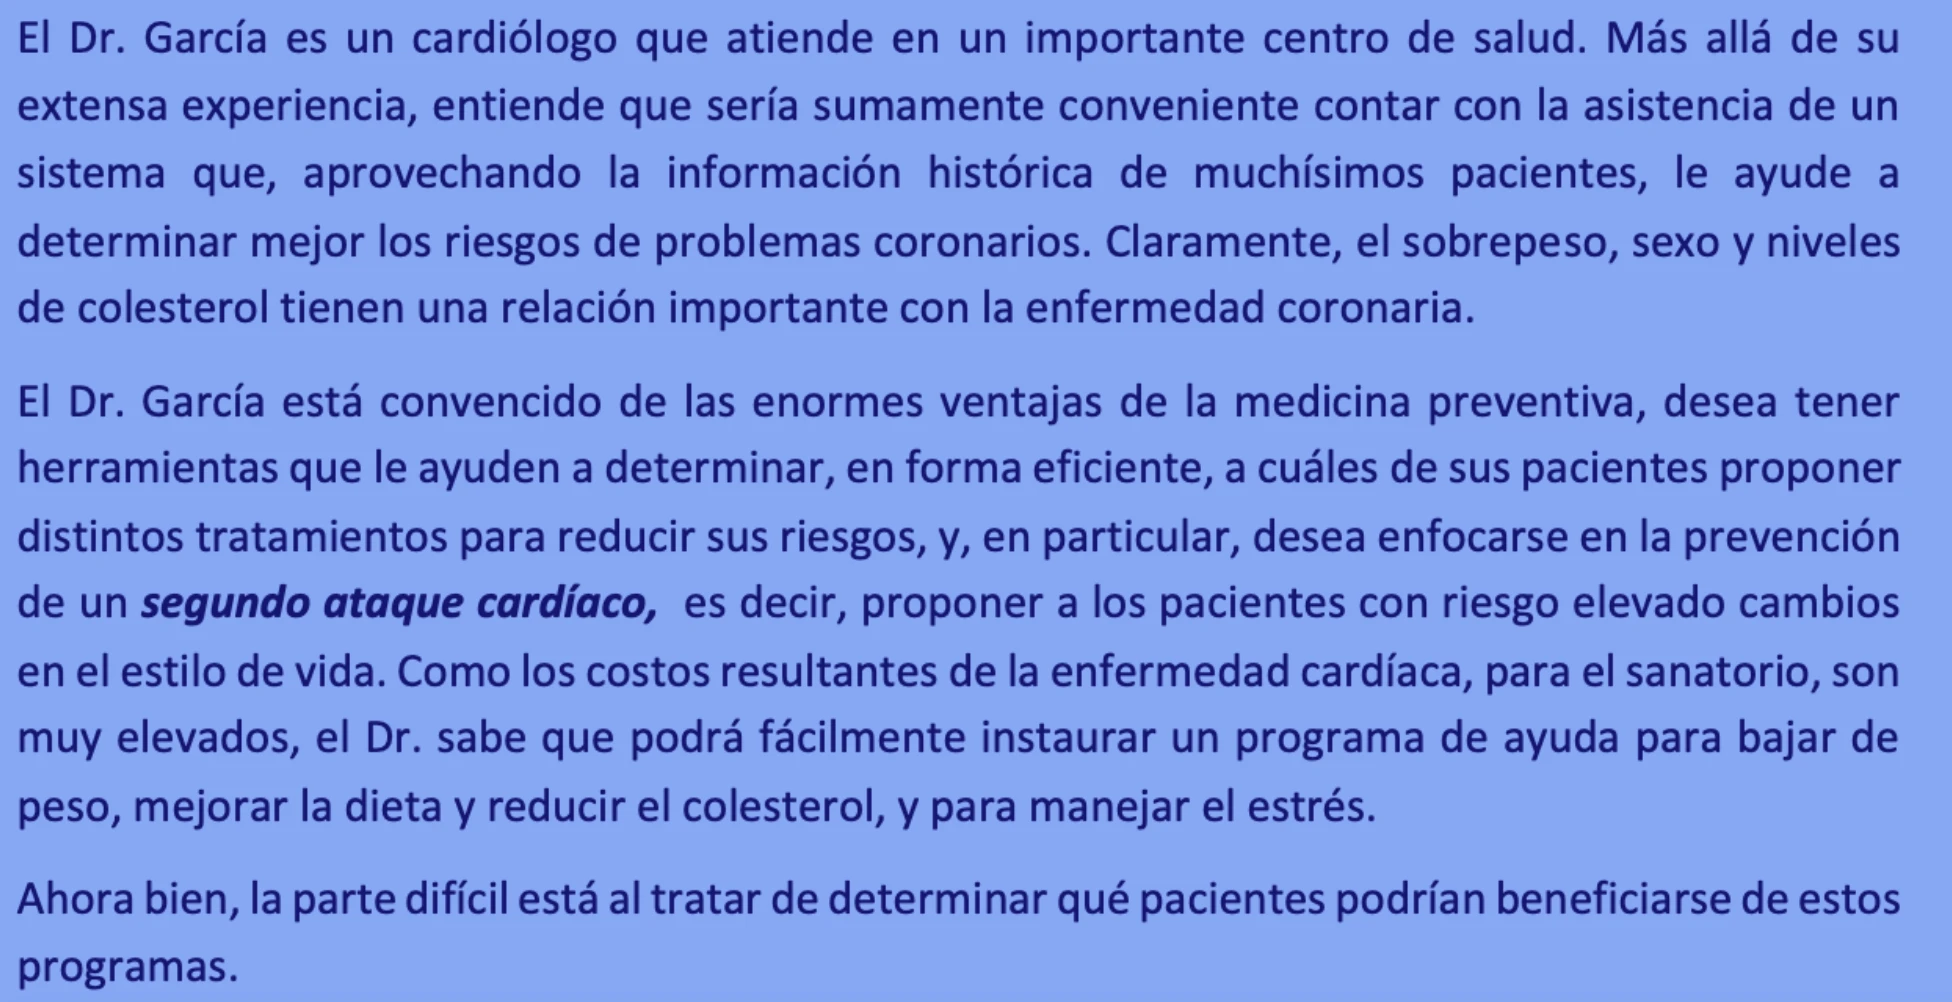 El Dr. García es un cardiólogo que atiende en un importante centro de salud. Más allá de su
extensa experiencia, entiende que sería sumamente conveniente contar con la asistencia de un
sistema que, aprovechando la información histórica de muchísimos pacientes, le ayude a
determinar mejor los riesgos de problemas coronarios. Claramente, el sobrepeso, sexo y niveles
de colesterol tienen una relación importante con la enfermedad coronaria.
El Dr. García está convencido de las enormes ventajas de la medicina preventiva, desea tener
herramientas que le ayuden a determinar, en forma eficiente, a cuáles de sus pacientes proponer
distintos tratamientos para reducir sus riesgos, y, en particular, desea enfocarse en la prevención
de un segundo ataque cardíaco, es decir, proponer a los pacientes con riesgo elevado cambios
en el estilo de vida. Como los costos resultantes de la enfermedad cardíaca, para el sanatorio, son
muy elevados, el Dr. sabe que podrá fácilmente instaurar un programa de ayuda para bajar de
peso, mejorar la dieta y reducir el colesterol, y para manejar el estrés.
Ahora bien, la parte difícil está al tratar de determinar qué pacientes podrían beneficiarse de estos
programas.